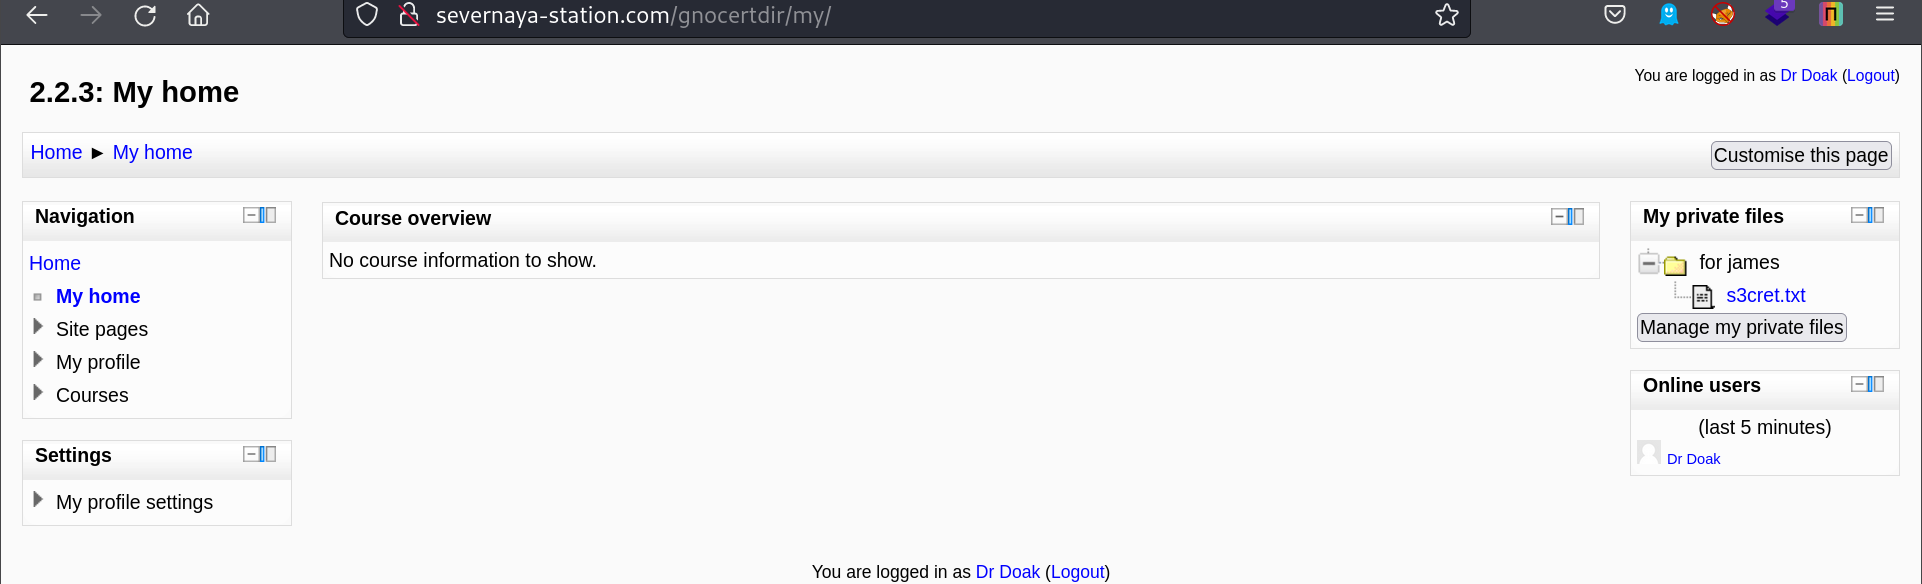 severnaya-station.com/gnocertdir/my/
5
2.2.3: My home
You are logged in as Dr Doak (Logout)
Home ► My home
Customise this page
Navigation
Home
My home
Site pages
My profile
Courses
Settings
My profile settings
Course overview
No course information to show.
My private files
for james
s3cret.txt
Manage my private files
Online users
(last 5 minutes)
Dr Doak
You are logged in as Dr Doak (Logout)